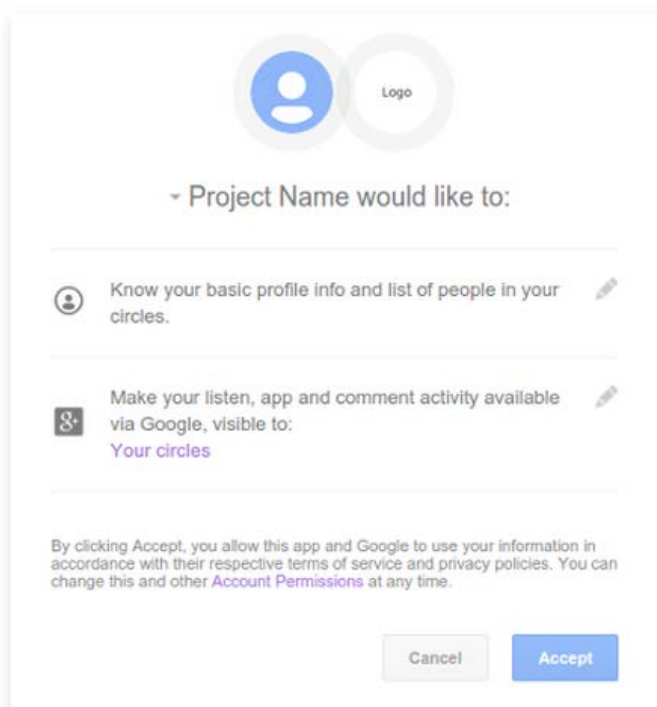 Logo
Project Name would like to:
Know your basic profile info and list of people in your
circles.
8+
Make your listen, app and comment activity available
via Google, visible to:
Your circles
By clicking Accept, you allow this app and Google to use your information in
accordance with their respective terms of service and privacy policies. You can
change this and other Account Permissions at any time.
Cancel
Accept